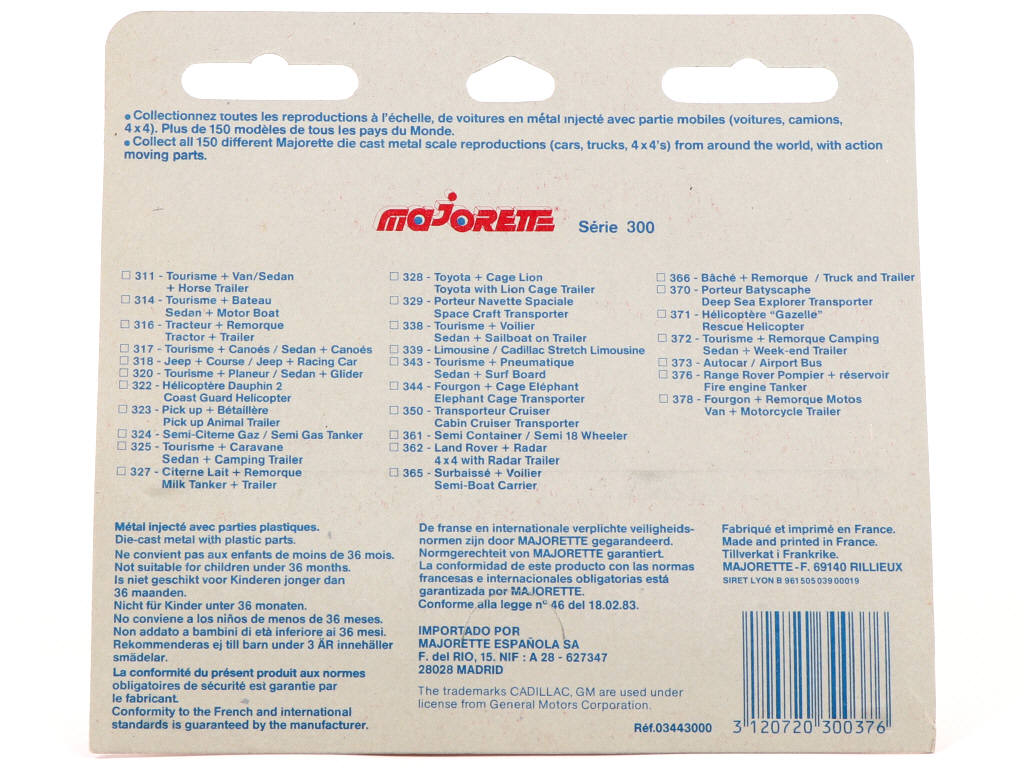 • Collectionnez toutes les reproductions à l'échelle, de voitures en métal injecté avec partie mobiles (voitures, camions,
4x4). Plus de 150 modèles de tous les pays du Monde.
• Collect all 150 different Majorette die cast metal scale reproductions (cars, trucks, 4x4's) from around the world, with action
moving parts.
MAJORETTE Série 300
☐ 311 - Tourisme + Van/Sedan
+ Horse Trailer
☐ 314 - Tourisme + Bateau
Sedan + Motor Boat
☐ 316 - Tracteur + Remorque
Tractor + Trailer
☐ 317 - Tourisme + Canoés / Sedan + Canoés
☐ 318 - Jeep + Course / Jeep + Racing Car
☐ 320 - Tourisme + Planeur / Sedan + Glider
☐ 322 - Hélicoptère Dauphin 2
Coast Guard Helicopter
☐ 323 - Pick up + Bétaillère
Pick up Animal Trailer
☐ 324 - Semi-Citerne Gaz / Semi Gas Tanker
☐ 325 - Tourisme + Caravane
Sedan + Camping Trailer
☐ 327 - Citerne Lait + Remorque
Milk Tanker + Trailer
☐ 328 - Toyota + Cage Lion
Toyota with Lion Cage Trailer
☐ 329 - Porteur Navette Spaciale
Space Craft Transporter
☐ 338 - Tourisme + Voilier
Sedan + Sailboat on Trailer
☐ 339 - Limousine / Cadillac Stretch Limousine
☐ 343 - Tourisme + Pneumatique
Sedan + Surf Board
☐ 344 - Fourgon + Cage Eléphant
Elephant Cage Transporter
☐ 350 - Transporteur Cruiser
Cabin Cruiser Transporter
☐ 361 - Semi Container / Semi 18 Wheeler
☐ 362 - Land Rover + Radar
4x4 with Radar Trailer
☐ 365 - Surbaissé + Voilier
Semi-Boat Carrier
☐ 366 - Bâché + Remorque / Truck and Trailer
☐ 370 - Porteur Batyscaphe
Deep Sea Explorer Transporter
☐ 371 - Hélicoptère "Gazelle"
Rescue Helicopter
☐ 372 - Tourisme + Remorque Camping
Sedan + Week-end Trailer
☐ 373 - Autocar / Airport Bus
☐ 376 - Range Rover Pompier + réservoir
Fire engine Tanker
☐ 378 - Fourgon + Remorque Motos
Van + Motorcycle Trailer
Métal injecté avec parties plastiques.
Die-cast metal with plastic parts.
Ne convient pas aux enfants de moins de 36 mois.
Not suitable for children under 36 months.
Is niet geschikt voor Kinderen jonger dan
36 maanden.
Nicht für Kinder unter 36 monaten.
No conviene a los niños de menos de 36 meses.
Non addato a bambini di età inferiore ai 36 mesi.
Rekommenderas ej till barn under 3 ÄR innehäller
smädelar.
La conformité du présent produit aux normes
obligatoires de sécurité est garantie par
le fabricant.
Conformity to the French and international
standards is guaranteed by the manufacturer.
De franse en internationale verplichte veiligheids-
normen zijn door MAJORETTE gegarandeerd.
Normgerechteit von MAJORETTE garantiert.
La conformidad de este producto con las normas
francesas e internacionales obligatorias está
garantizada por MAJORETTE.
Conforme alla legge n° 46 del 18.02.83.
IMPORTADO POR
MAJORETTE ESPAÑOLA SA
F. del RIO, 15. NIF : A 28 - 627347
28028 MADRID
The trademarks CADILLAC, GM are used under
license from General Motors Corporation.
Fabriqué et imprimé en France.
Made and printed in France.
Tillverkat i Frankrike.
MAJORETTE - F. 69140 RILLIEUX
SIRET LYON B 961 505 039 00019
Réf.03443000
3 120720 300376